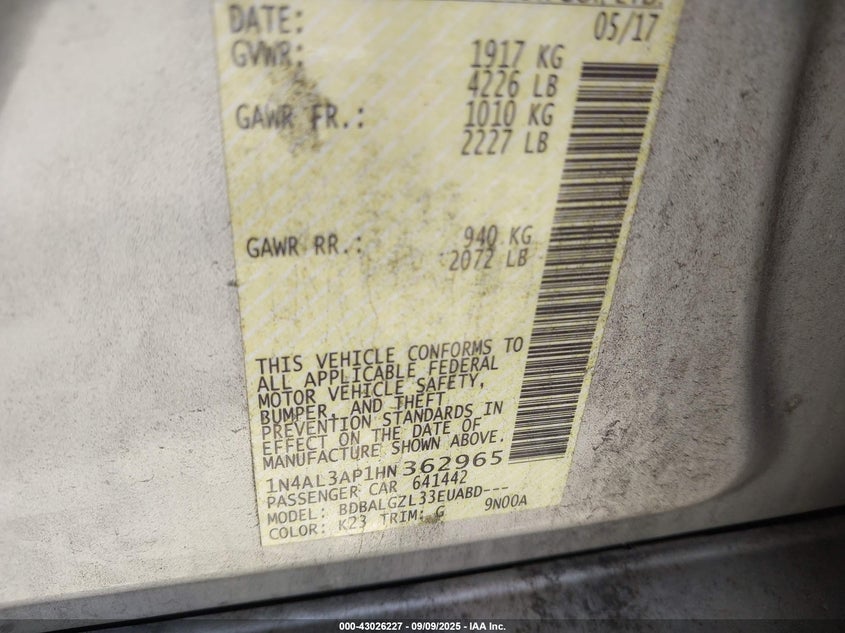 DATE: 05/17
GVWR: 1917 KG
4226 LB
GAWR FR.: 1010 KG
2227 LB
GAWR RR.: 940 KG
2072 LB
THIS VEHICLE CONFORMS TO
ALL APPLICABLE FEDERAL
MOTOR VEHICLE SAFETY,
BUMPER, AND THEFT
PREVENTION STANDARDS IN
EFFECT ON THE DATE OF
MANUFACTURE SHOWN ABOVE.
1N4AL3AP1HN362965
PASSENGER CAR 641442
MODEL: BDBALGZL33EUABD---
COLOR: K23 TRIM: G 9N00A
000-43026227 - 09/09/2025 - IAA Inc.